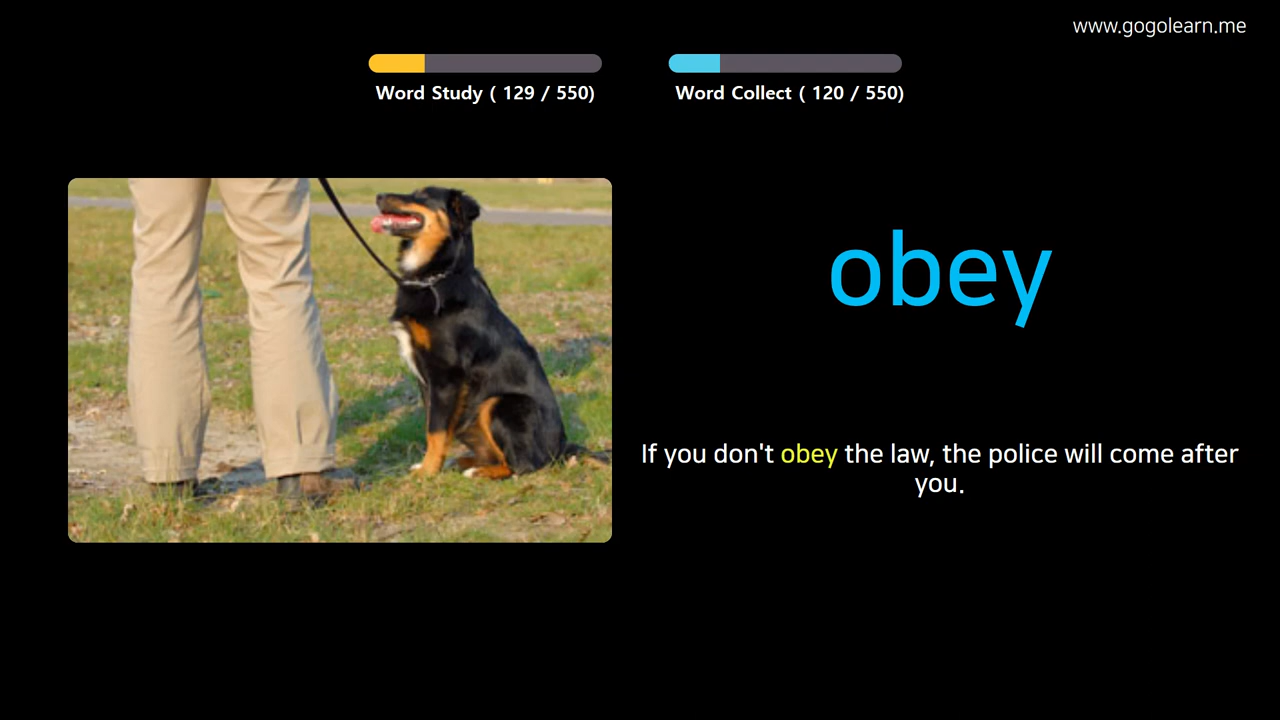 www.gogolearn.me
Word Study ( 129 / 550)
Word Collect ( 120 / 550)
obey
If you don't obey the law, the police will come after
you.